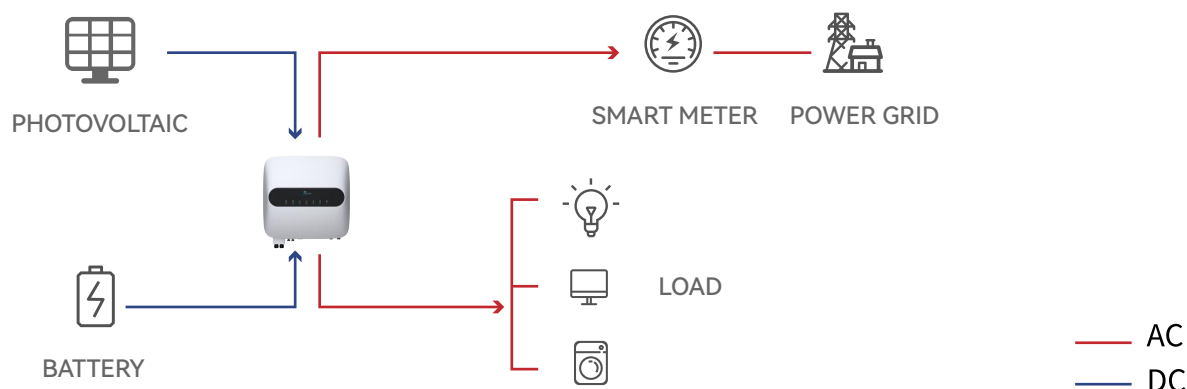 PHOTOVOLTAIC
SMART METER
POWER GRID
LOAD
BATTERY
AC
DC